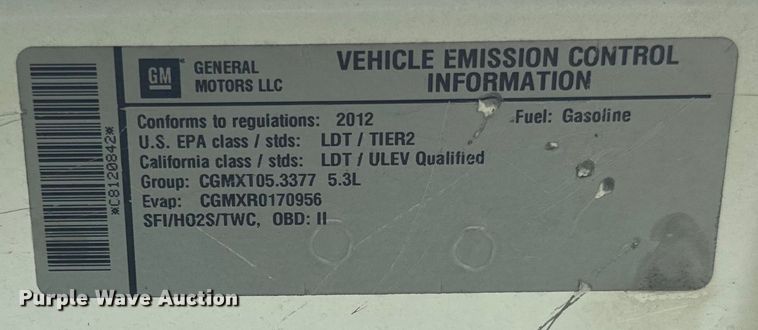 GM
GENERAL
MOTORS LLC
VEHICLE EMISSION CONTROL
INFORMATION
Conforms to regulations: 2012
Fuel: Gasoline
U.S. EPA class / stds: LDT / TIER2
California class / stds: LDT / ULEV Qualified
Group: CGMXT05.3377 5.3L
Evap: CGMXR0170956
SFI/HO2S/TWC, OBD: II
*C8120842*
Purple Wave Auction